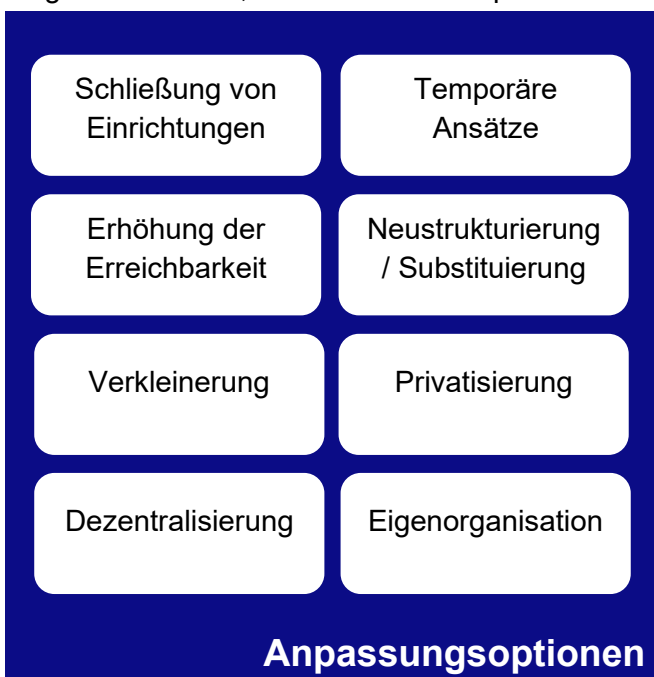 Schließung von
Einrichtungen
Temporäre
Ansätze
Erhöhung der
Erreichbarkeit
Neustrukturierung
/ Substituierung
Verkleinerung
Privatisierung
Dezentralisierung
Eigenorganisation
Anpassungsoptionen